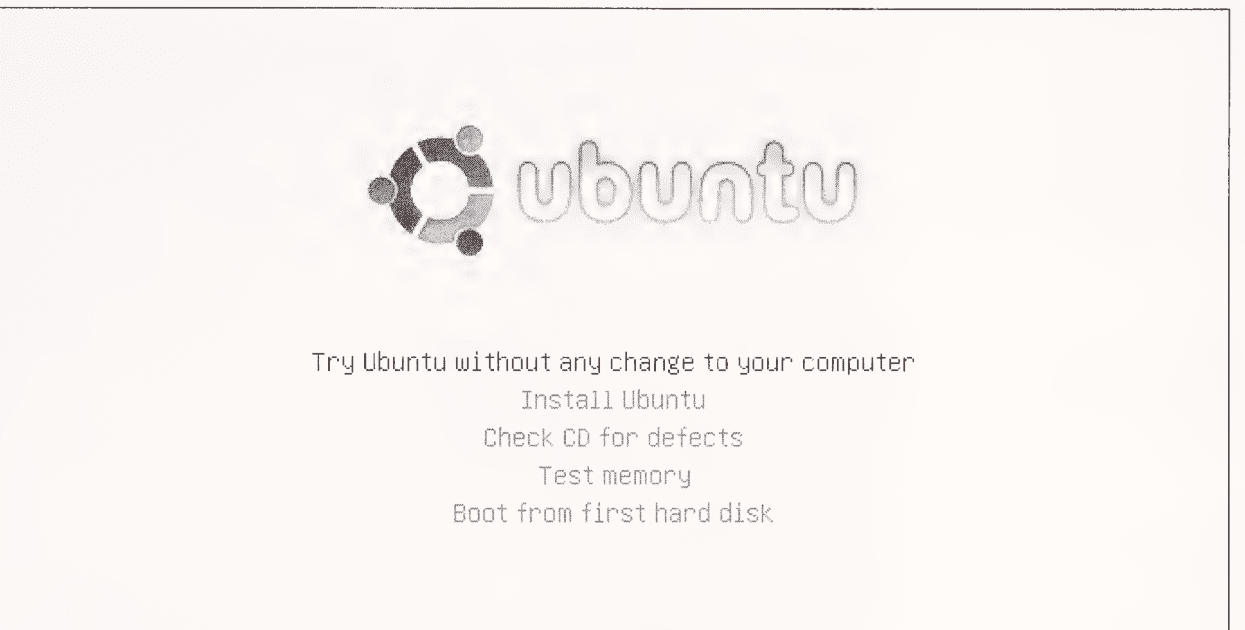 ubuntu
Try Ubuntu without any change to your computer
Install Ubuntu
Check CD for defects
Test memory
Boot from first hard disk